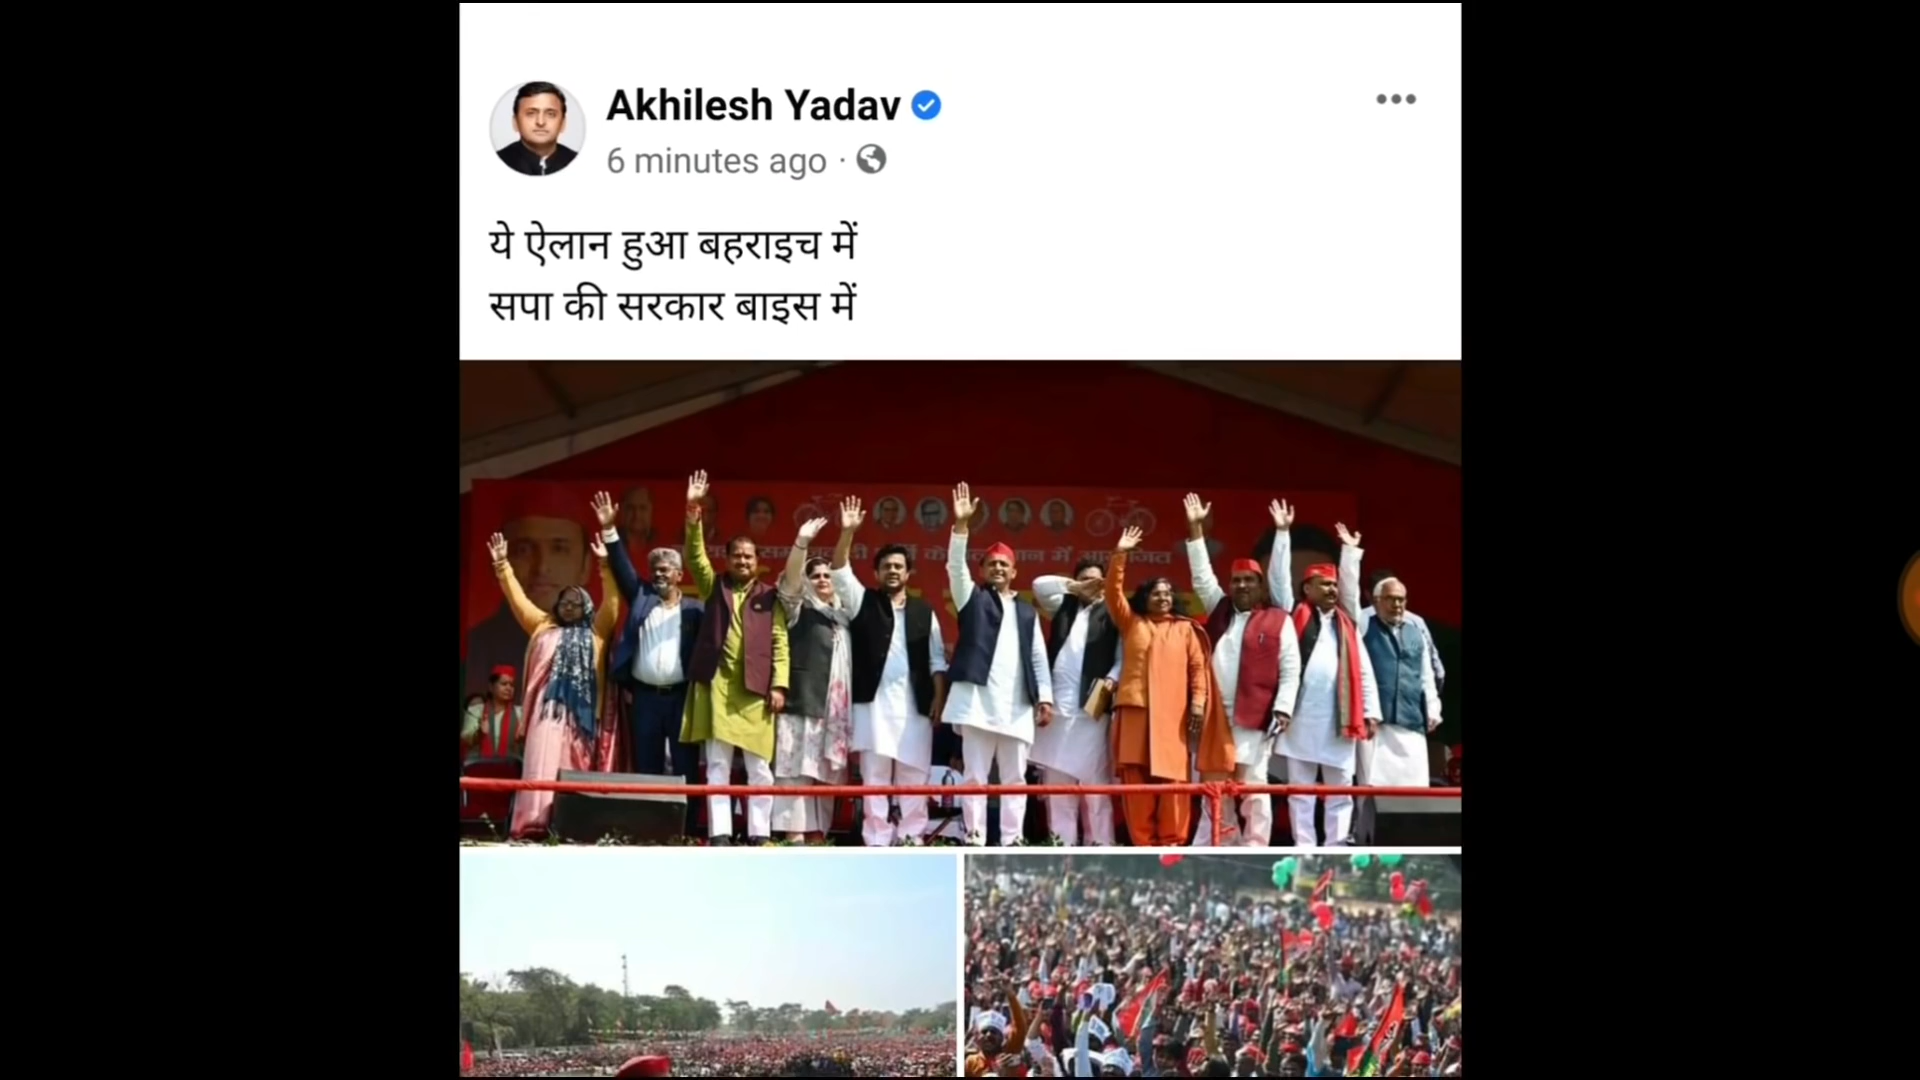 Akhilesh Yadav
6 minutes ago ·
ये ऐलान हुआ बहराइच में
सपा की सरकार बाइस में
में